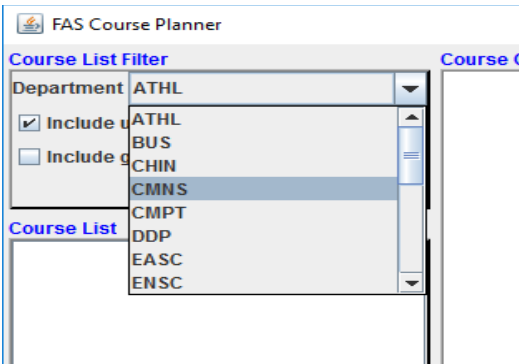 FAS Course Planner
Course List Filter
Course
Department ATHL
Include u
Include g
ATHL
BUS
CHIN
CMNS
CMPT
DDP
EASC
ENSC
Course List